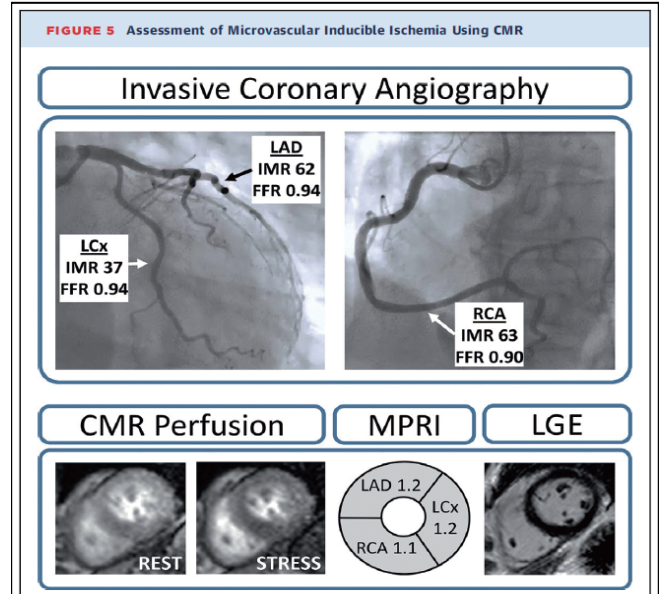 FIGURE 5 Assessment of Microvascular Inducible Ischemia Using CMR
Invasive Coronary Angiography
LAD
IMR 62
FFR 0.94
LCx
IMR 37
FFR 0.94
RCA
IMR 63
FFR 0.90
CMR Perfusion
MPRI
LGE
REST
STRESS
LAD 1.2
LCx
1.2
RCA 1.1